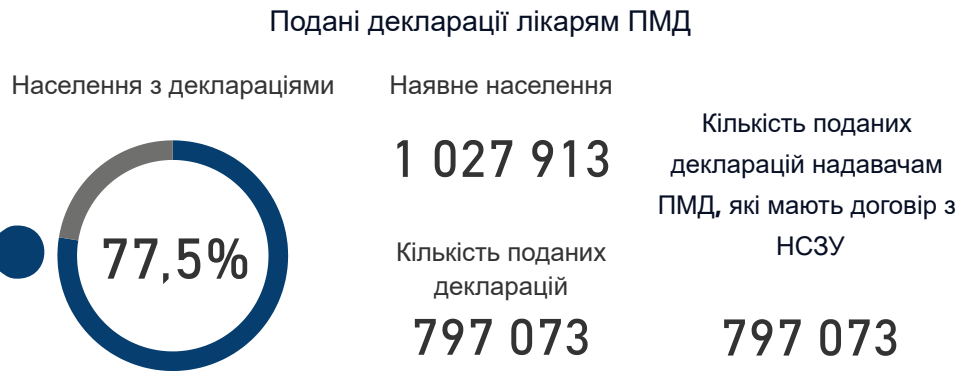 Подані декларації лікарям ПМД
Населення з деклараціями
77,5%
Наявне населення
1 027 913
Кількість поданих
декларацій
797 073
Кількість поданих
декларацій надавачам
ПМД, які мають договір з
НСЗУ
797 073